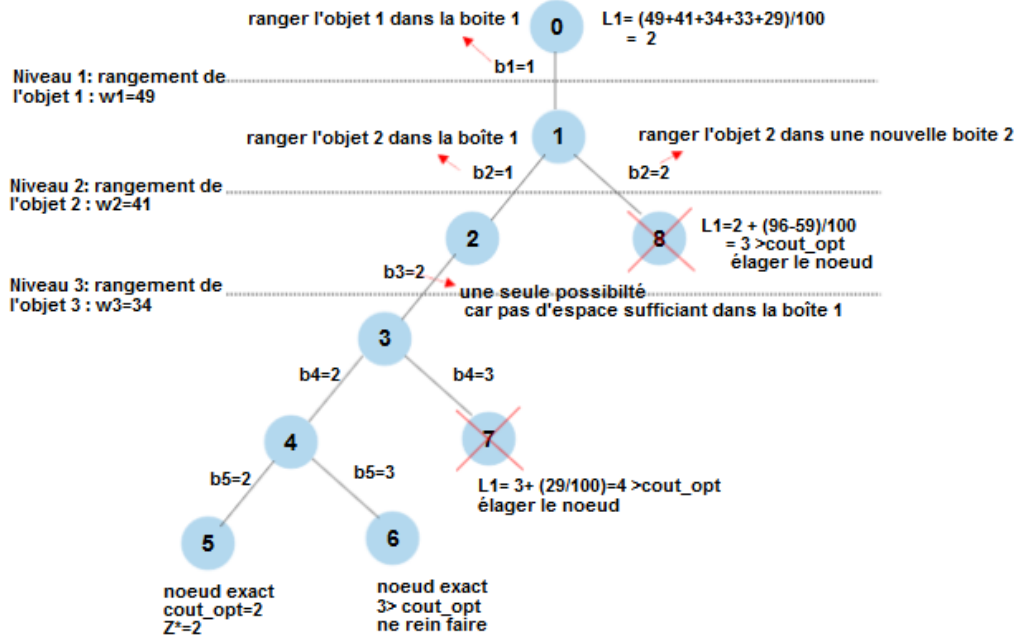 ranger l'objet 1 dans la boite 1
0
L1= (49+41+34+33+29)/100
= 2
b1=1
Niveau 1: rangement de
l'objet 1 : w1=49
ranger l'objet 2 dans la boîte 1
1
ranger l'objet 2 dans une nouvelle boite 2
b2=1
b2=2
Niveau 2: rangement de
l'objet 2 : w2=41
2
8
L1=2 + (96-59)/100
= 3 >cout_opt
élager le noeud
b3=2
Niveau 3: rangement de
l'objet 3 : w3=34
une seule possibilté
car pas d'espace sufficiant dans la boîte 1
3
b4=2
b4=3
4
7
b5=2
b5=3
L1= 3+ (29/100)=4 >cout_opt
élager le noeud
5
6
noeud exact
cout_opt=2
Z*=2
noeud exact
3> cout_opt
ne rein faire